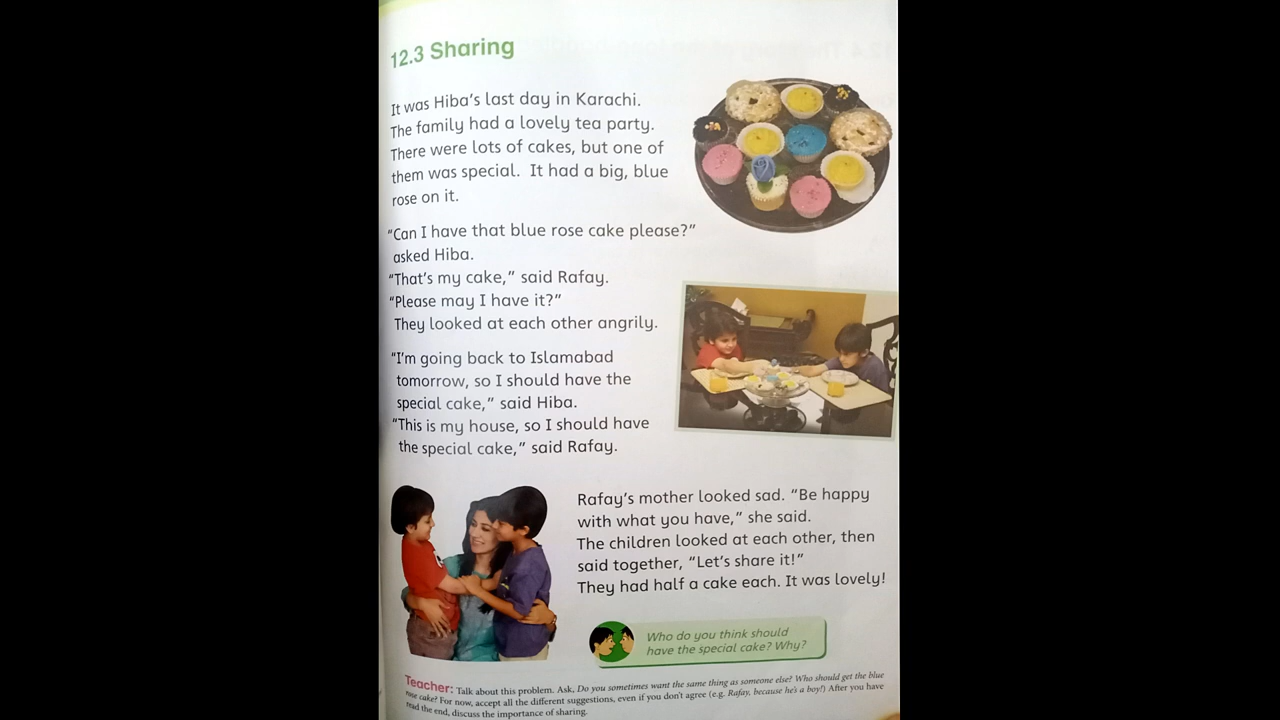 12.3 Sharing
It was Hiba's last day in Karachi.
The family had a lovely tea party.
There were lots of cakes, but one of
them was special.  It had a big, blue
rose on it.
"Can I have that blue rose cake please?"
asked Hiba.
"That's my cake," said Rafay.
"Please may I have it?"
They looked at each other angrily.
"I'm going back to Islamabad
tomorrow, so I should have the
special cake," said Hiba.
"This is my house, so I should have
the special cake," said Rafay.
Rafay's mother looked sad. "Be happy
with what you have," she said.
The children looked at each other, then
said together, "Let's share it!"
They had half a cake each. It was lovely!
Who do you think should
have the special cake? Why?
Teacher: Talk about this problem. Ask, Do you sometimes want the same thing as someone else? Who should get the blue
rose cake? For now, accept all the different suggestions, even if you don't agree (e.g. Rafay, because he's a boy!) After you have
read the end, discuss the importance of sharing.